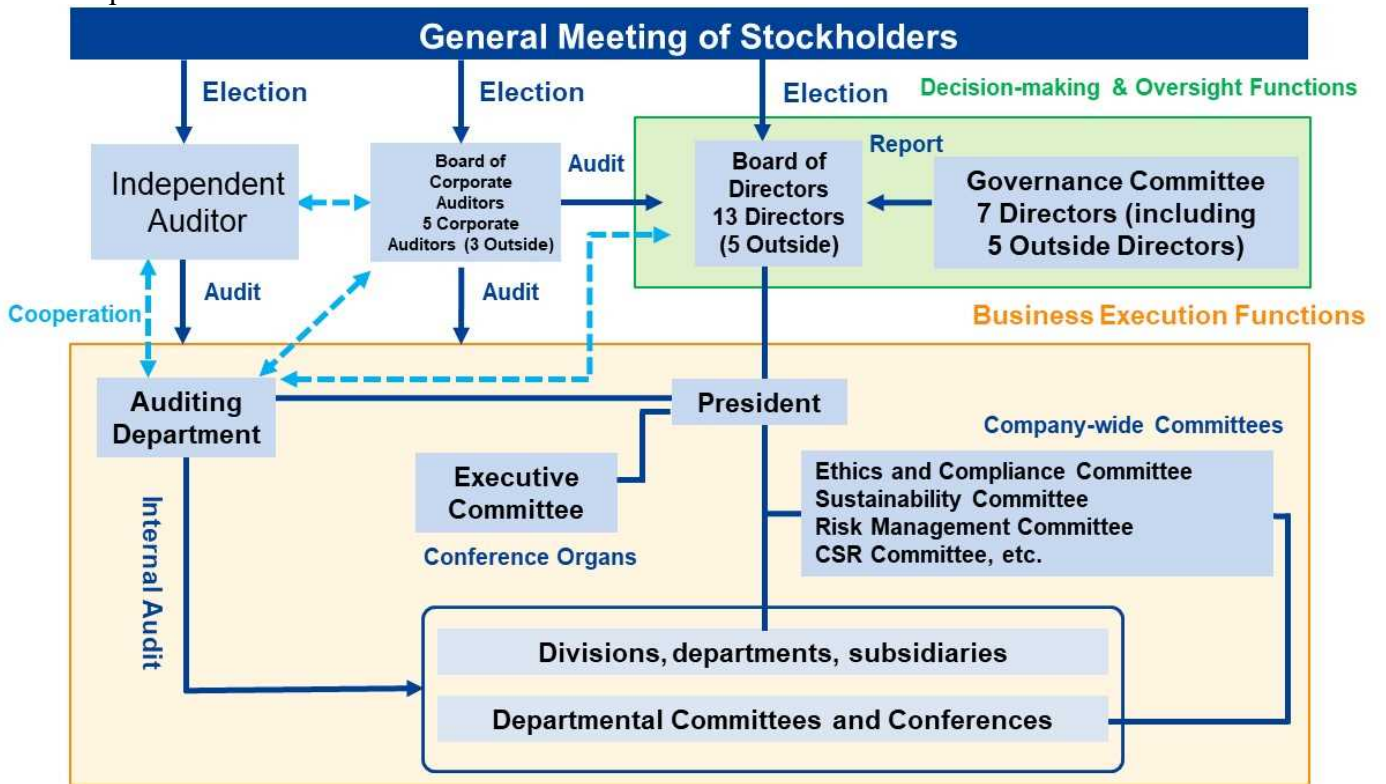 General Meeting of Stockholders
Election
Election
Election
Decision-making & Oversight Functions
Independent
Auditor
Board of
Corporate
Auditors
5 Corporate
Auditors (3 Outside)
Audit
Board of
Directors
13 Directors
(5 Outside)
Report
Governance Committee
7 Directors (including
5 Outside Directors)
Cooperation
Audit
Audit
Business Execution Functions
Auditing
Department
President
Company-wide Committees
Executive
Committee
Conference Organs
Ethics and Compliance Committee
Sustainability Committee
Risk Management Committee
CSR Committee, etc.
Internal Audit
Divisions, departments, subsidiaries
Departmental Committees and Conferences